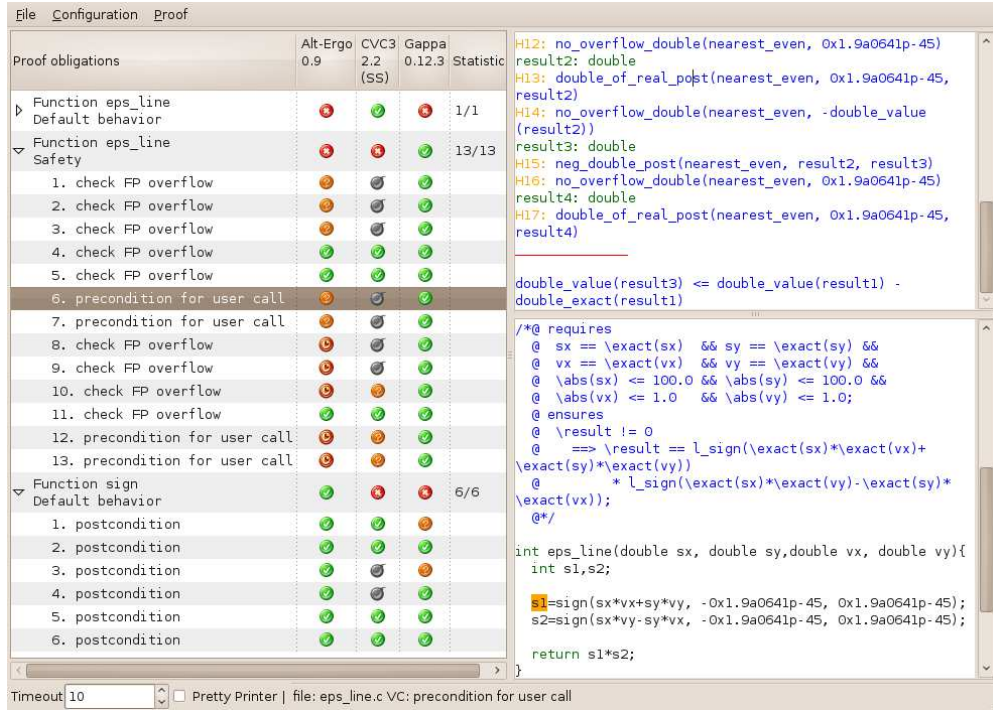 File Configuration Proof
Proof obligations
Alt-Ergo 0.9
CVC3 2.2 (SS)
Gappa 0.12.3
Statistic
Function eps_line
Default behavior
1/1
Function eps_line
Safety
13/13
1. check FP overflow
2. check FP overflow
3. check FP overflow
4. check FP overflow
5. check FP overflow
6. precondition for user call
7. precondition for user call
8. check FP overflow
9. check FP overflow
10. check FP overflow
11. check FP overflow
12. precondition for user call
13. precondition for user call
Function sign
Default behavior
6/6
1. postcondition
2. postcondition
3. postcondition
4. postcondition
5. postcondition
6. postcondition
H12: no_overflow_double(nearest_even, 0x1.9a0641p-45)
result2: double
H13: double_of_real_post(nearest_even, 0x1.9a0641p-45,
result2)
H14: no_overflow_double(nearest_even, -double_value
(result2))
result3: double
H15: neg_double_post(nearest_even, result2, result3)
H16: no_overflow_double(nearest_even, 0x1.9a0641p-45)
result4: double
H17: double_of_real_post(nearest_even, 0x1.9a0641p-45,
result4)
double_value(result3) <= double_value(result1) -
double_exact(result1)
/*@ requires
@ sx == \exact(sx) && sy == \exact(sy) &&
@ vx == \exact(vx) && vy == \exact(vy) &&
@ \abs(sx) <= 100.0 && \abs(sy) <= 100.0 &&
@ \abs(vx) <= 1.0 && \abs(vy) <= 1.0;
@ ensures
@ \result != 0
@ ==> \result == l_sign(\exact(sx)*\exact(vx)+
\exact(sy)*\exact(vy))
@ * l_sign(\exact(sx)*\exact(vy)-\exact(sy)*
\exact(vx));
@*/
int eps_line(double sx, double sy,double vx, double vy){
int s1,s2;
s1=sign(sx*vx+sy*vy, -0x1.9a0641p-45, 0x1.9a0641p-45);
s2=sign(sx*vy-sy*vx, -0x1.9a0641p-45, 0x1.9a0641p-45);
return s1*s2;
}
Timeout 10 Pretty Printer | file: eps_line.c VC: precondition for user call